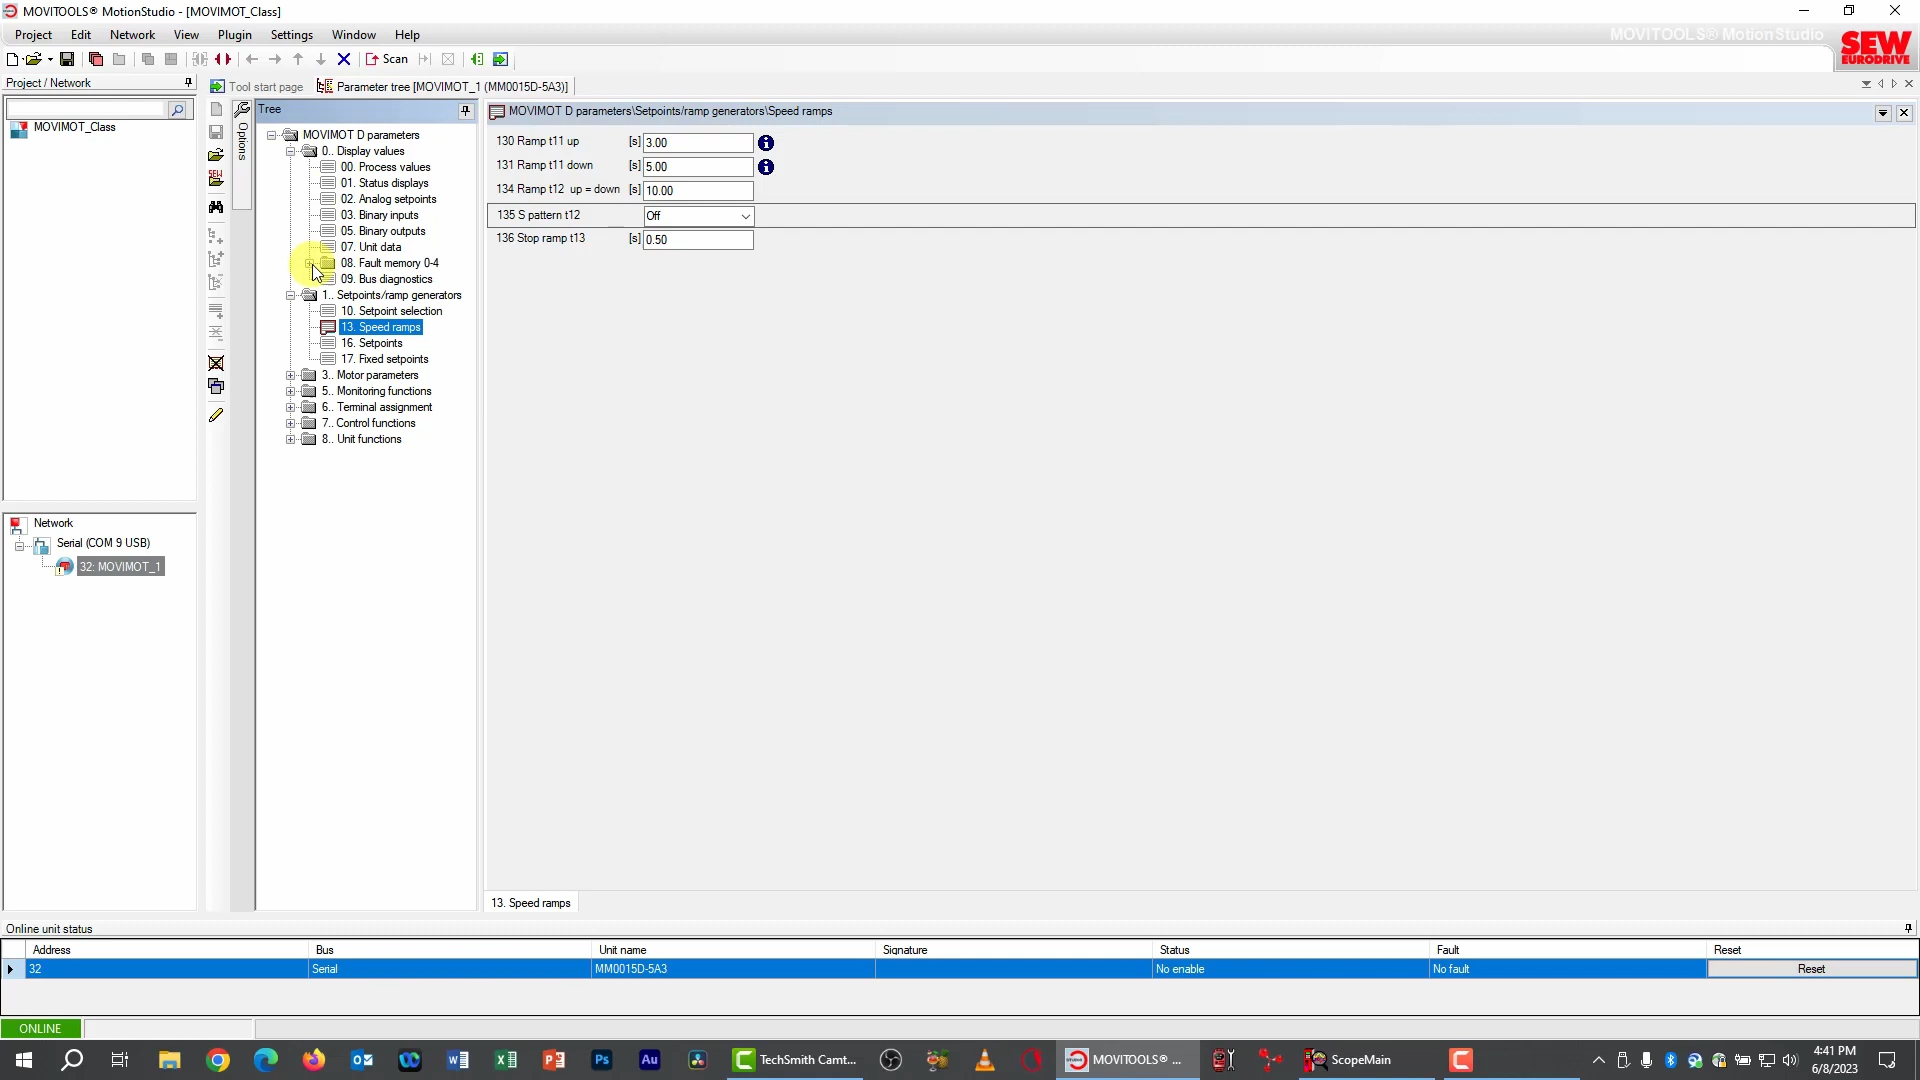 MOVITOOLS® MotionStudio - [MOVIMOT_Class]
Project Edit Network View Plugin Settings Window Help
MOVITOOLS® MotionStudio
SEW
EURODRIVE
Scan
Project / Network
Tool start page
Parameter tree [MOVIMOT_1 (MM0015D-5A3)]
MOVIMOT_Class
Options
SEW
Tree
MOVIMOT D parameters
0.. Display values
00. Process values
01. Status displays
02. Analog setpoints
03. Binary inputs
05. Binary outputs
07. Unit data
08. Fault memory 0-4
09. Bus diagnostics
1.. Setpoints/ramp generators
10. Setpoint selection
13. Speed ramps
16. Setpoints
17. Fixed setpoints
3.. Motor parameters
5.. Monitoring functions
6.. Terminal assignment
7.. Control functions
8.. Unit functions
MOVIMOT D parameters\Setpoints/ramp generators\Speed ramps
130 Ramp t11 up [s] 3.00
131 Ramp t11 down [s] 5.00
134 Ramp t12 up = down [s] 10.00
135 S pattern t12 Off
136 Stop ramp t13 [s] 0.50
13. Speed ramps
Network
Serial (COM 9 USB)
32: MOVIMOT_1
Online unit status
Address Bus Unit name Signature Status Fault Reset
32 Serial MM0015D-5A3 No enable No fault Reset
ONLINE
TechSmith Camt...
MOVITOOLS® ...
ScopeMain
4:41 PM
6/8/2023